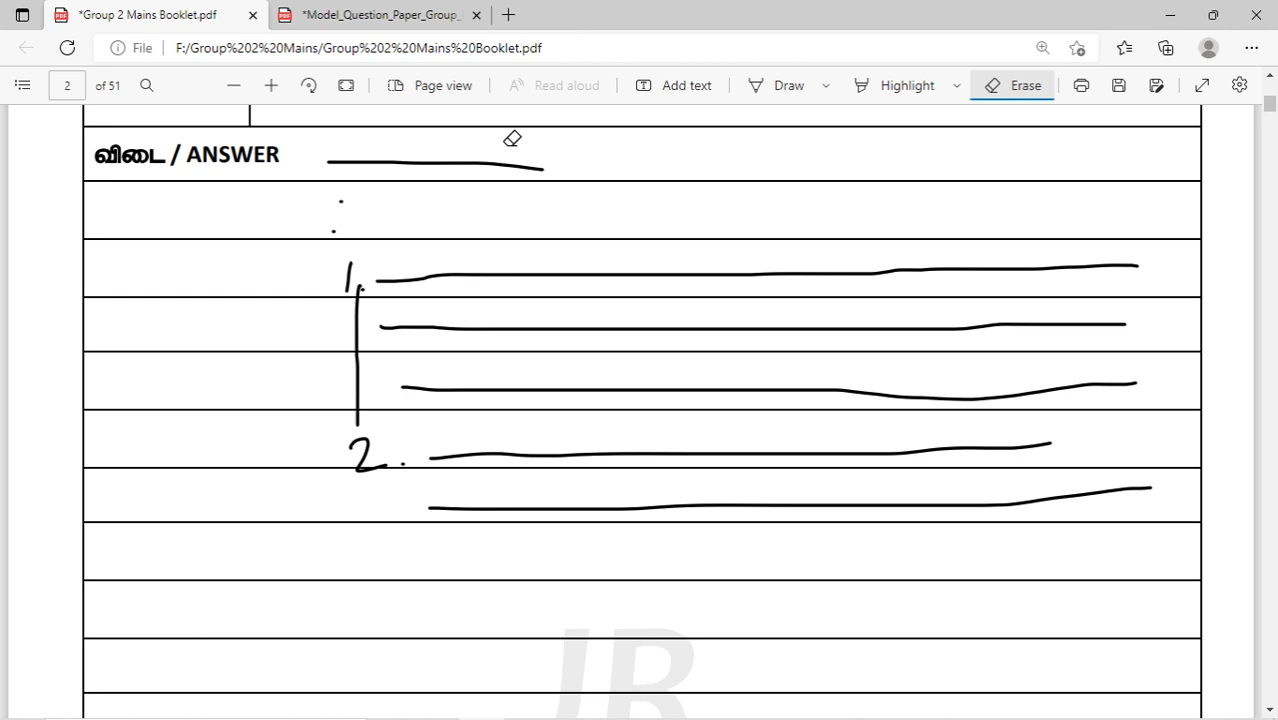 *Group 2 Mains Booklet.pdf
*Model_Question_Paper_Group_
File F:/Group%202%20Mains/Group%202%20Mains%20Booklet.pdf
2 of 51 Page view Read aloud Add text Draw Highlight Erase
விடை / ANSWER
1.
2.
JR